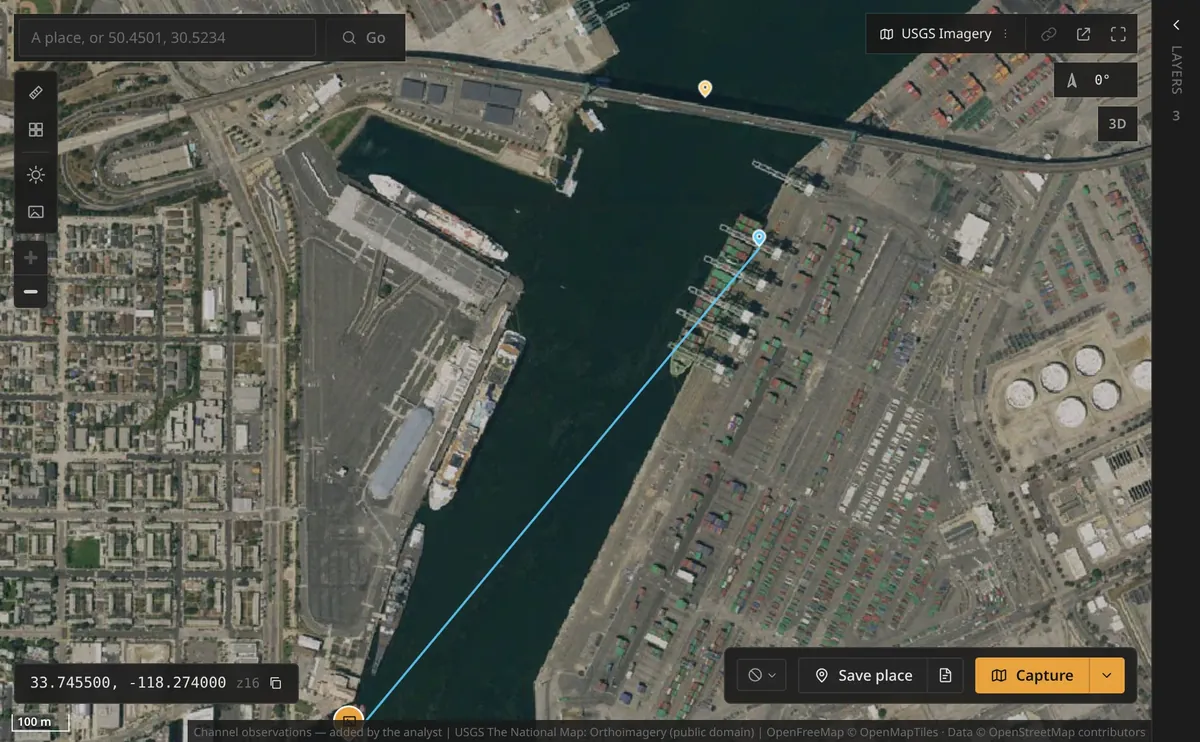 A place, or 50.4501, 30.5234
Go
USGS Imagery
0°
3D
LAYERS
3
33.745500, -118.274000 z16
Save place
Capture
100 m
Channel observations — added by the analyst | USGS The National Map: Orthoimagery (public domain) | OpenFreeMap © OpenMapTiles · Data © OpenStreetMap contributors